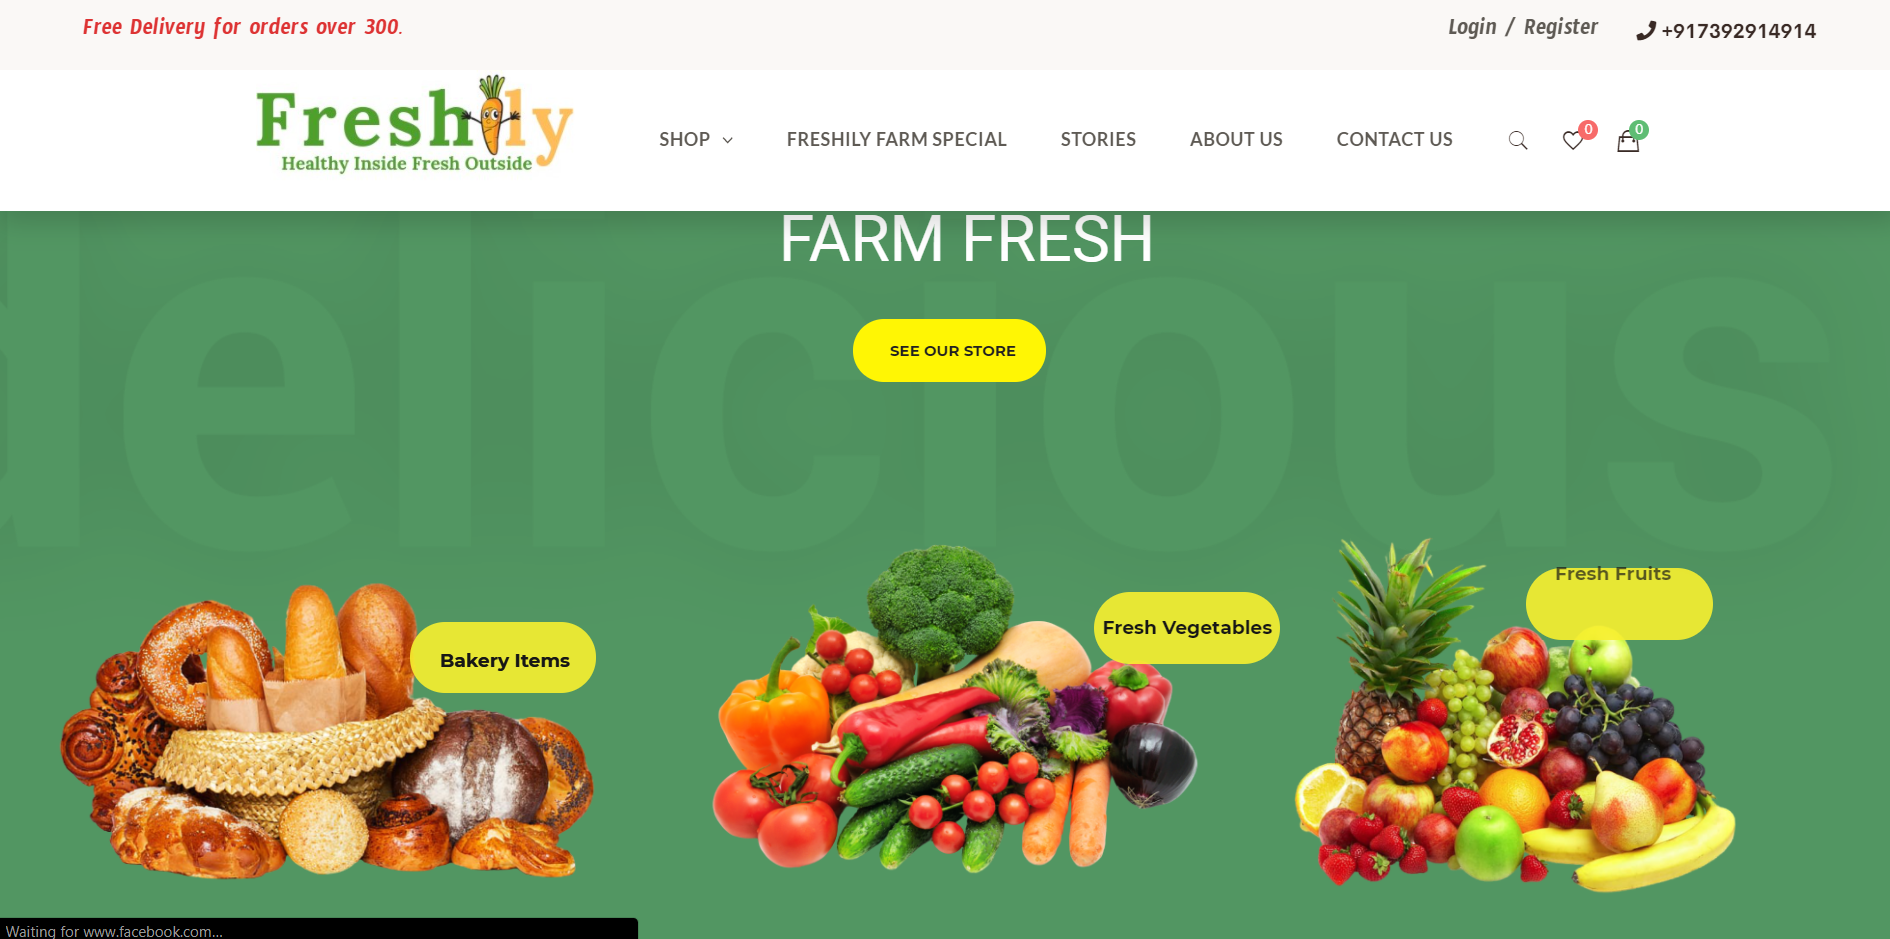 Free Delivery for orders over 300.
Login / Register
+917392914914
Freshily
Healthy Inside Fresh Outside
SHOP
FRESHILY FARM SPECIAL
STORIES
ABOUT US
CONTACT US
0
0
FARM FRESH
delicious
SEE OUR STORE
Bakery Items
Fresh Vegetables
Fresh Fruits
Waiting for www.facebook.com...